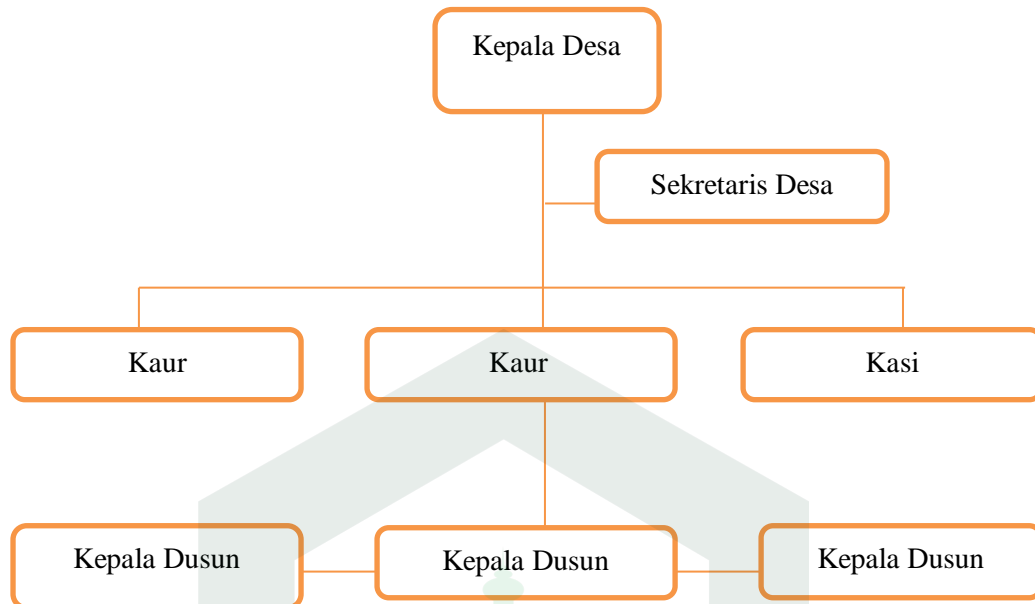 Kepala Desa
Sekretaris Desa
Kaur
Kaur
Kasi
Kepala Dusun
Kepala Dusun
Kepala Dusun